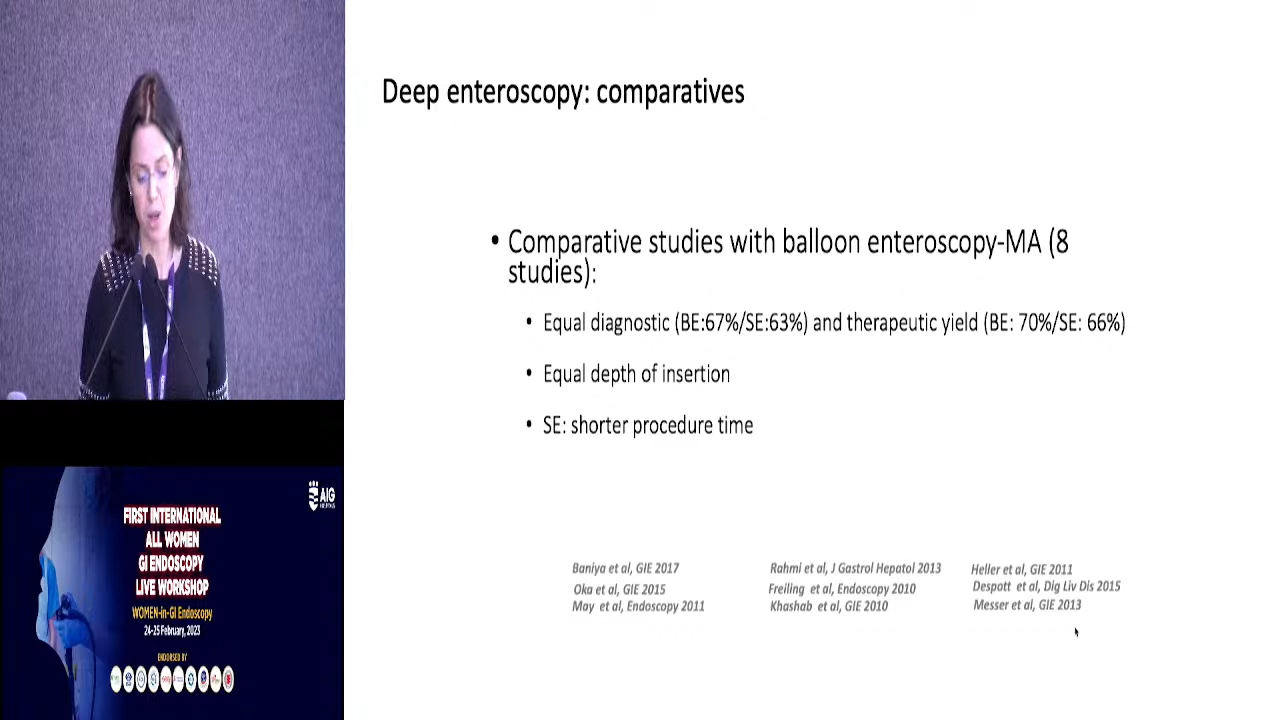 Deep enteroscopy: comparatives
• Comparative studies with balloon enteroscopy-MA (8
studies):
• Equal diagnostic (BE:67%/SE:63%) and therapeutic yield (BE: 70%/SE: 66%)
• Equal depth of insertion
• SE: shorter procedure time
Baniya et al, GIE 2017
Oka et al, GIE 2015
May et al, Endoscopy 2011
Rahmi et al, J Gastrol Hepatol 2013
Freiling et al, Endoscopy 2010
Khashab et al, GIE 2010
Heller et al, GIE 2011
Despott et al, Dig Liv Dis 2015
Messer et al, GIE 2013
AIG
HOSPITALS
FIRST INTERNATIONAL
ALL WOMEN
GI ENDOSCOPY
LIVE WORKSHOP
WOMEN-in-GI Endoscopy
24-25 February, 2023
ENDORSED BY